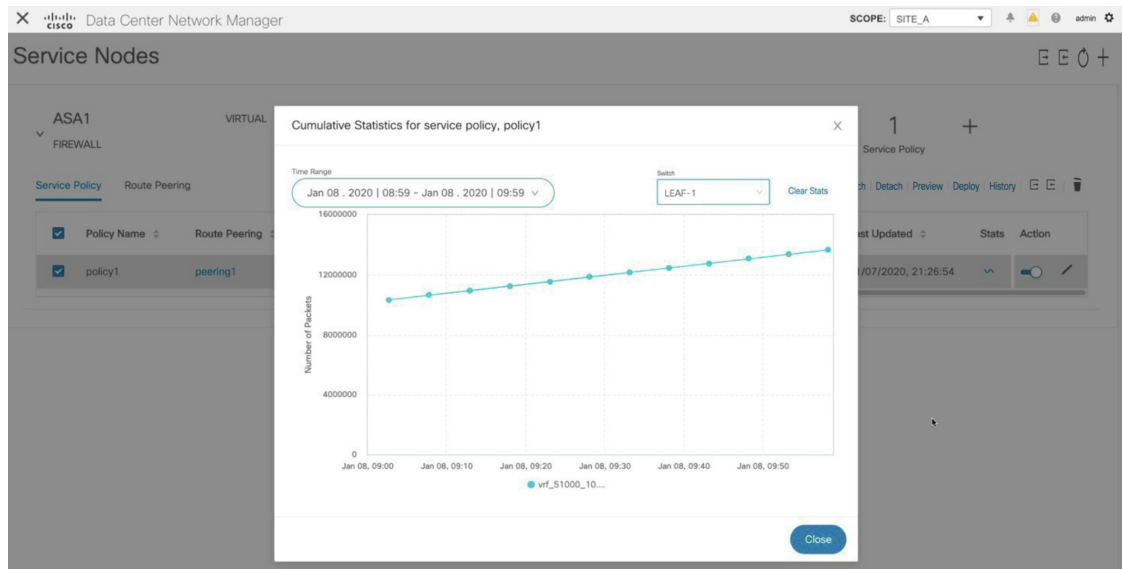 CISCO Data Center Network Manager
SCOPE: SITE_A
admin
Service Nodes
ASA1
VIRTUAL
FIREWALL
1
Service Policy
Service Policy Route Peering
Detach Preview Deploy History
Policy Name Route Peering
Updated Stats Action
policy1 peering1
/07/2020, 21:26:54
Cumulative Statistics for service policy, policy1
Time Range
Jan 08 . 2020 | 08:59 - Jan 08 . 2020 | 09:59
Switch
LEAF-1
Clear Stats
16000000
12000000
8000000
4000000
0
Number of Packets
Jan 08, 09:00 Jan 08, 09:10 Jan 08, 09:20 Jan 08, 09:30 Jan 08, 09:40 Jan 08, 09:50
vrf_51000_10....
Close